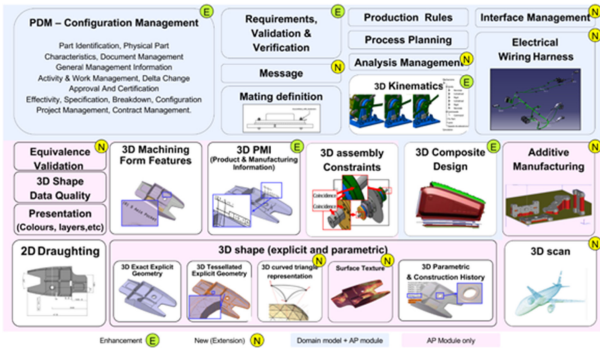 PDM – Configuration Management
E
Part Identification, Physical Part
Characteristics, Document Management
General Management Information
Activity & Work Management, Delta Change
Approval And Certification
Effectivity, Specification, Breakdown, Configuration
Project Management, Contract Management.
Requirements,
Validation &
Verification
E
Message
N
Mating definition
Production Rules
Process Planning
Analysis Management
N
3D Kinematics
E
Interface Management
N
Electrical
Wiring Harness
N
Equivalence
Validation
N
3D Shape
Data Quality
Presentation
(Colours, layers,etc)
3D Machining
Form Features
3D PMI
(Product & Manufacturing
Information)
E
3D assembly
Constraints
Coincidence
Coincidence
3D Composite
Design
E
Additive
Manufacturing
N
2D Draughting
3D shape (explicit and parametric)
3D Exact Explicit
Geometry
3D Tessellated
Explicit Geometry
3D curved triangle
representation
N
Surface Texture
N
3D Parametric
& Construction History
3D scan
N
Enhancement
E
New (Extension)
N
Domain model + AP module
AP Module only